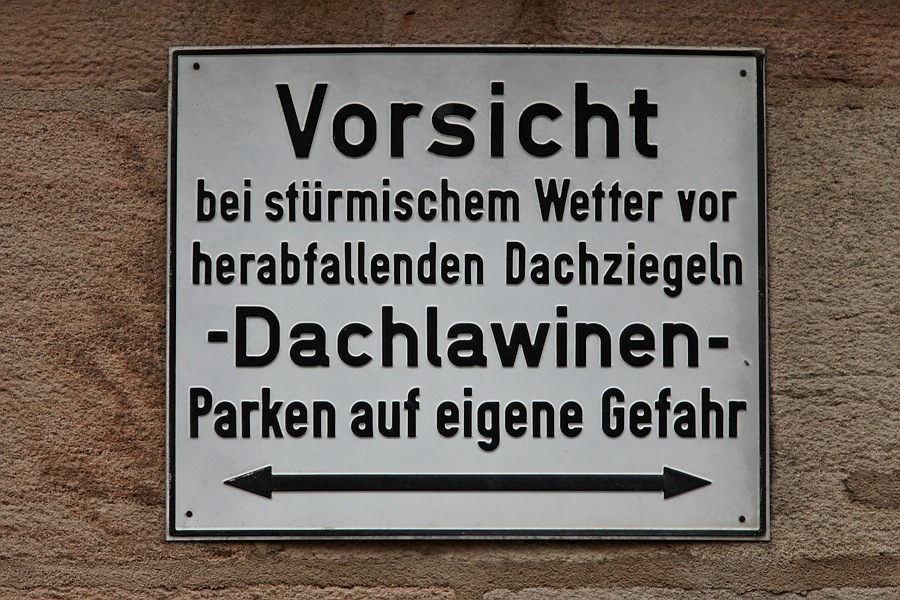 Vorsicht
bei stürmischem Wetter vor
herabfallenden Dachziegeln
-Dachlawinen-
Parken auf eigene Gefahr